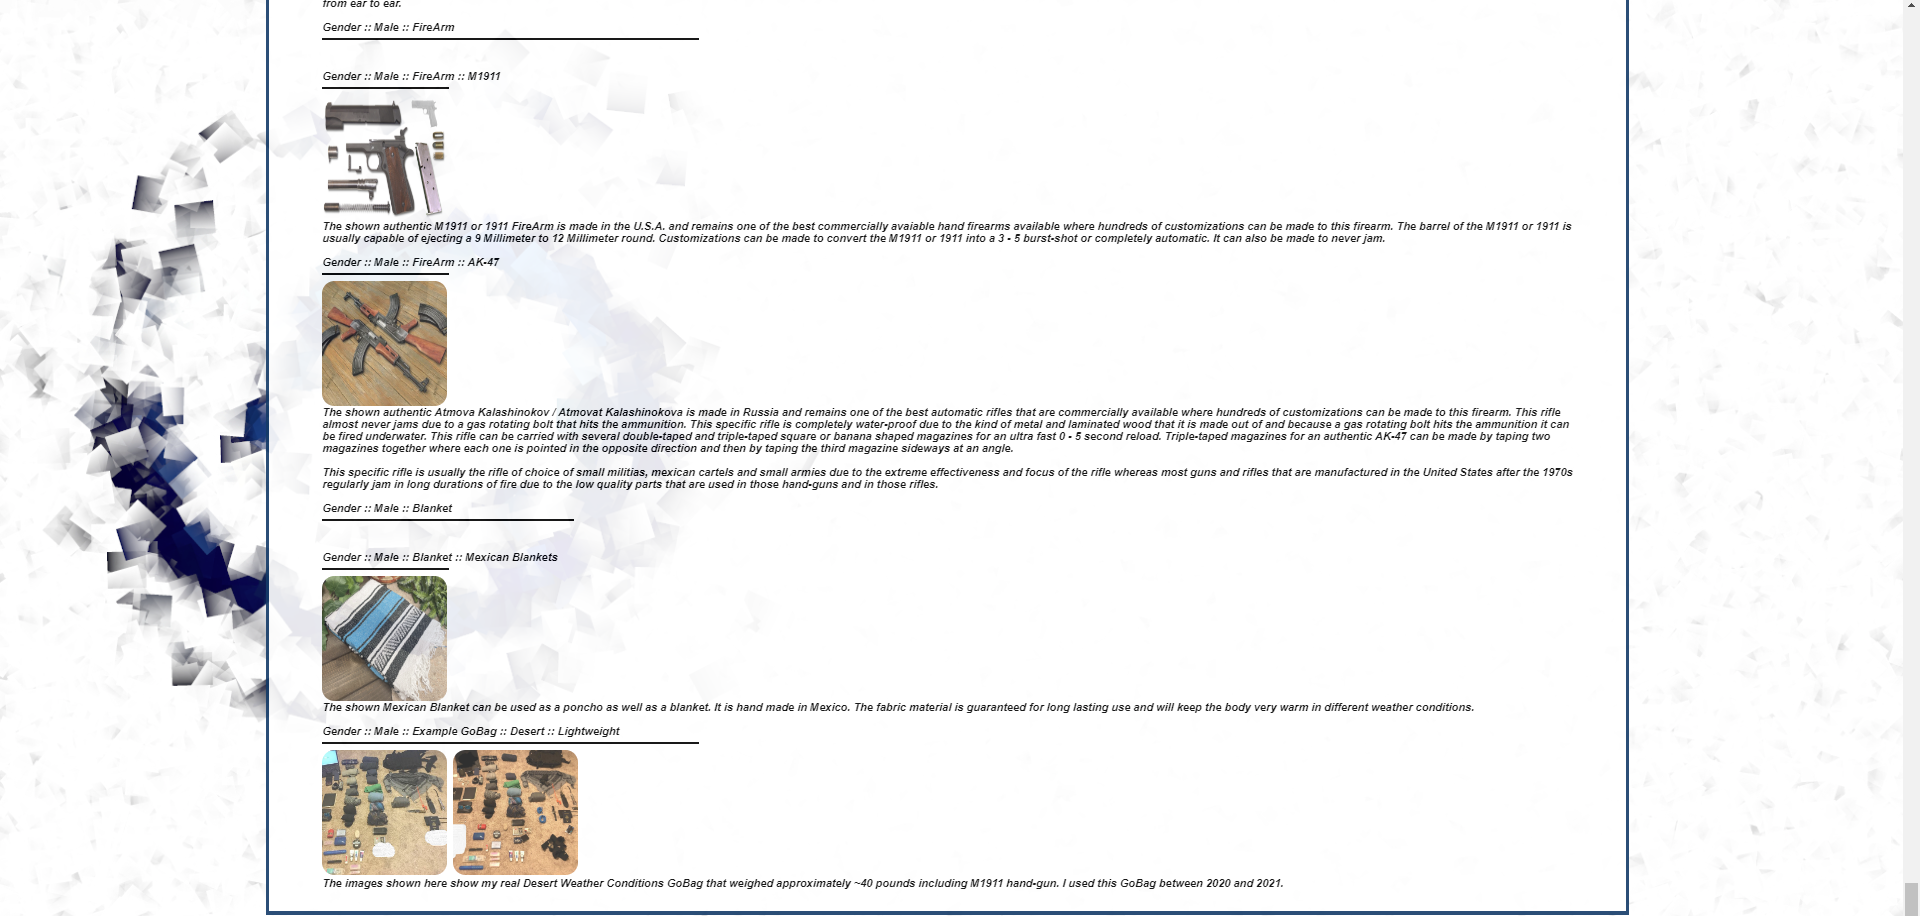 from ear to ear.
Gender :: Male :: FireArm
Gender :: Male :: FireArm :: M1911
The shown authentic M1911 or 1911 FireArm is made in the U.S.A. and remains one of the best commercially avaiable hand firearms available where hundreds of customizations can be made to this firearm. The barrel of the M1911 or 1911 is
usually capable of ejecting a 9 Millimeter to 12 Millimeter round. Customizations can be made to convert the M1911 or 1911 into a 3 - 5 burst-shot or completely automatic. It can also be made to never jam.
Gender :: Male :: FireArm :: AK-47
The shown authentic Atmova Kalashinokov / Atmovat Kalashinokova is made in Russia and remains one of the best automatic rifles that are commercially available where hundreds of customizations can be made to this firearm. This rifle
almost never jams due to a gas rotating bolt that hits the ammunition. This specific rifle is completely water-proof due to the kind of metal and laminated wood that it is made out of and because a gas rotating bolt hits the ammunition it can
be fired underwater. This rifle can be carried with several double-taped and triple-taped square or banana shaped magazines for an ultra fast 0 - 5 second reload. Triple-taped magazines for an authentic AK-47 can be made by taping two
magazines together where each one is pointed in the opposite direction and then by taping the third magazine sideways at an angle.
This specific rifle is usually the rifle of choice of small militias, mexican cartels and small armies due to the extreme effectiveness and focus of the rifle whereas most guns and rifles that are manufactured in the United States after the 1970s
regularly jam in long durations of fire due to the low quality parts that are used in those hand-guns and in those rifles.
Gender :: Male :: Blanket
Gender :: Male :: Blanket :: Mexican Blankets
The shown Mexican Blanket can be used as a poncho as well as a blanket. It is hand made in Mexico. The fabric material is guaranteed for long lasting use and will keep the body very warm in different weather conditions.
Gender :: Male :: Example GoBag :: Desert :: Lightweight
The images shown here show my real Desert Weather Conditions GoBag that weighed approximately ~40 pounds including M1911 hand-gun. I used this GoBag between 2020 and 2021.